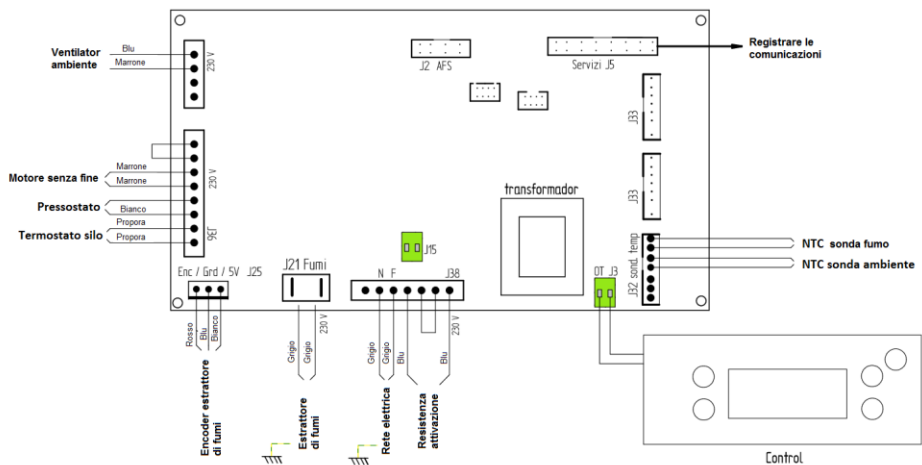 Ventilator
ambiente
Blu
Marrone
230 V
J2 AFS
Servizi J5
Registrare le
comunicazioni
J33
J33
Motore senza fine
Marrone
Marrone
230 V
Pressostato
Bianco
Termostato silo
Propora
Propora
J36
transformador
J15
NTC sonda fumo
NTC sonda ambiente
J32 sond. temp
Enc / Grd / 5V J25
J21 Fumi
N F
J38
OT J3
Rosso
Blu
Bianco
Grigio
Grigio
230 V
Grigio
Grigio
Blu
Blu
230 V
Encoder estrattore
di fumi
Estrattore
di fumi
Rete elettrica
Resistenza
attivazione
Control